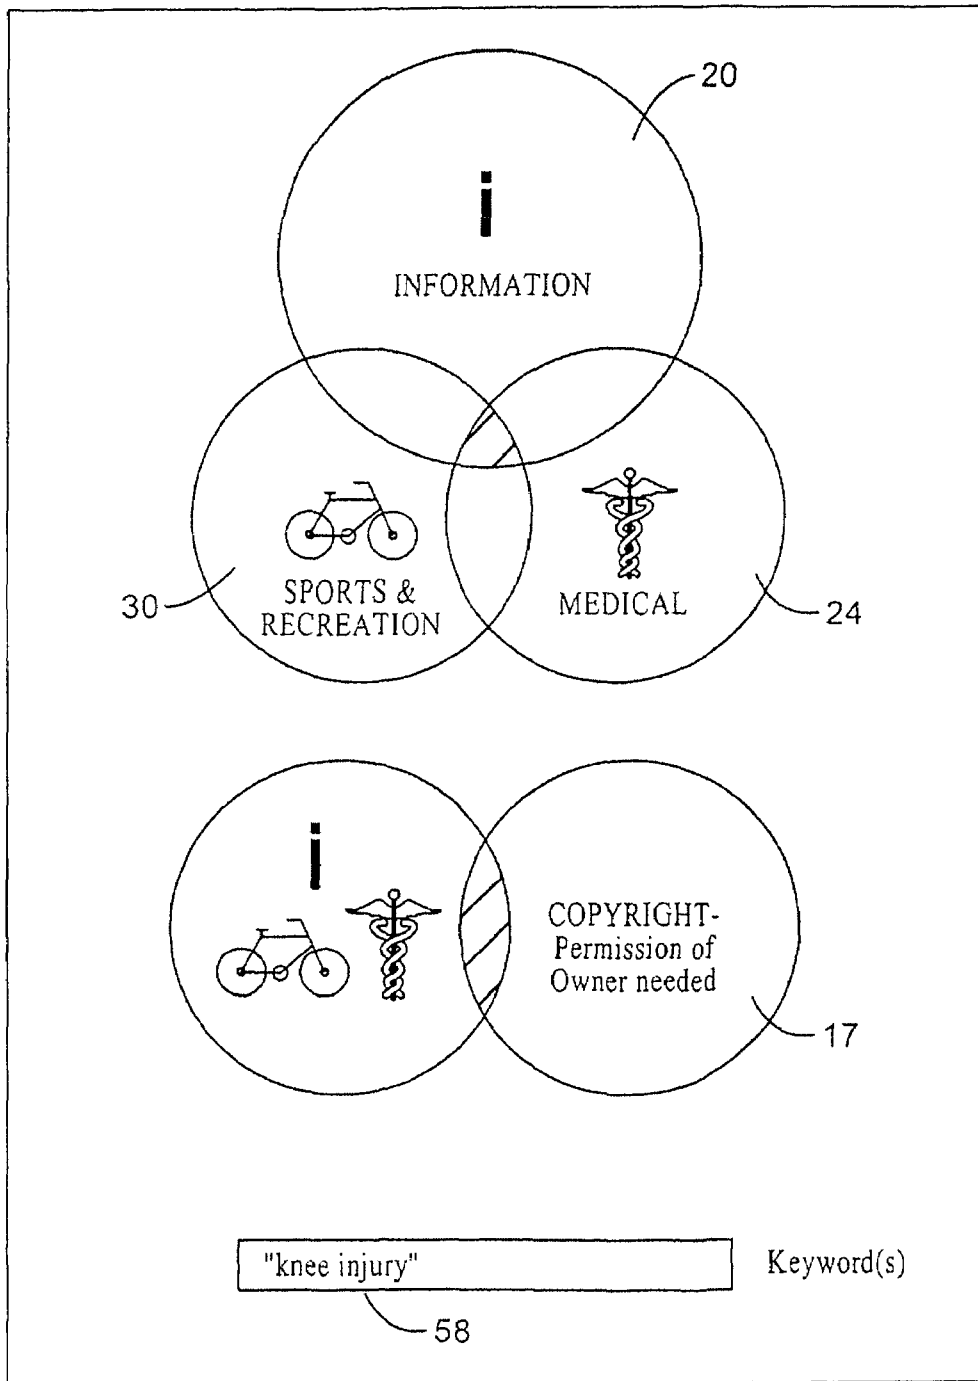 20
i
INFORMATION
SPORTS &
RECREATION
MEDICAL
30
24
i
COPYRIGHT-
Permission of
Owner needed
17
"knee injury"
Keyword(s)
58